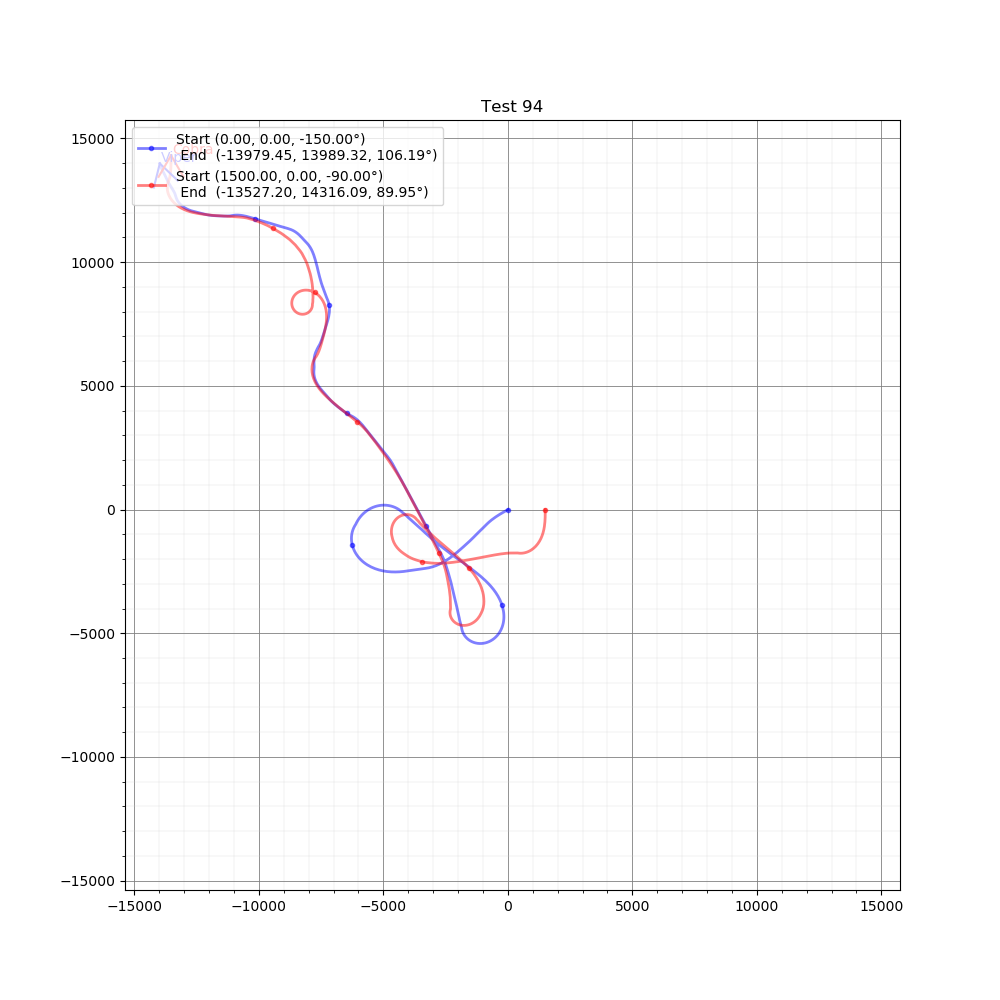 Test 94
Start (0.00, 0.00, -150.00°)
End (-13979.45, 13989.32, 106.19°)
Start (1500.00, 0.00, -90.00°)
End (-13527.20, 14316.09, 89.95°)
15000
10000
5000
0
−5000
−10000
−15000
−15000 −10000 −5000 0 5000 10000 15000